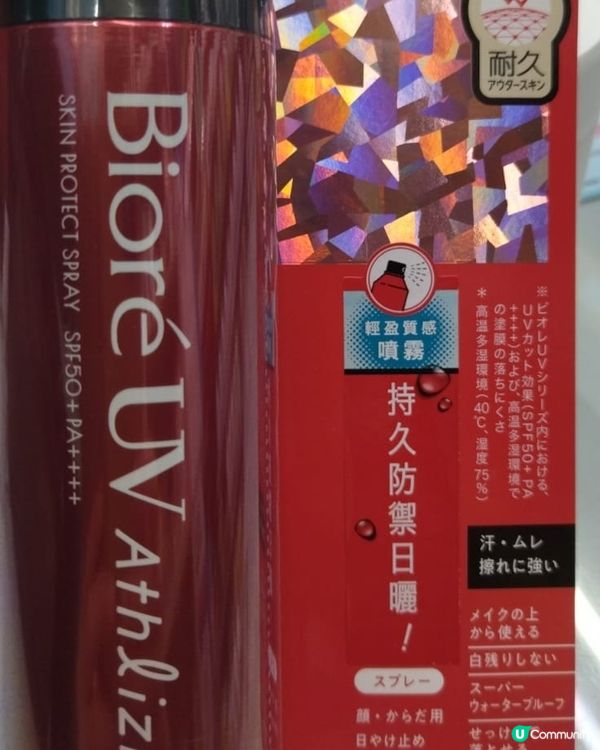 Bioré UV Athliz
SKIN PROTECT SPRAY SPF50+ PA++++
耐久
アウタースキン
輕盈質感
噴霧
持久防禦日曬！
※ビオレUVシリーズ内における、
UVカット効果(SPF50+ PA
++++)および、高温多湿環境で
の塗膜の落ちにくさ
＊高温多湿環境(40℃、湿度75%)
汗・ムレ
擦れに強い
メイクの上
から使える
白残りしない
スーパー
ウォータープルーフ
せっけ
スプレー
顔・からだ用
日やけ止め
U Communi